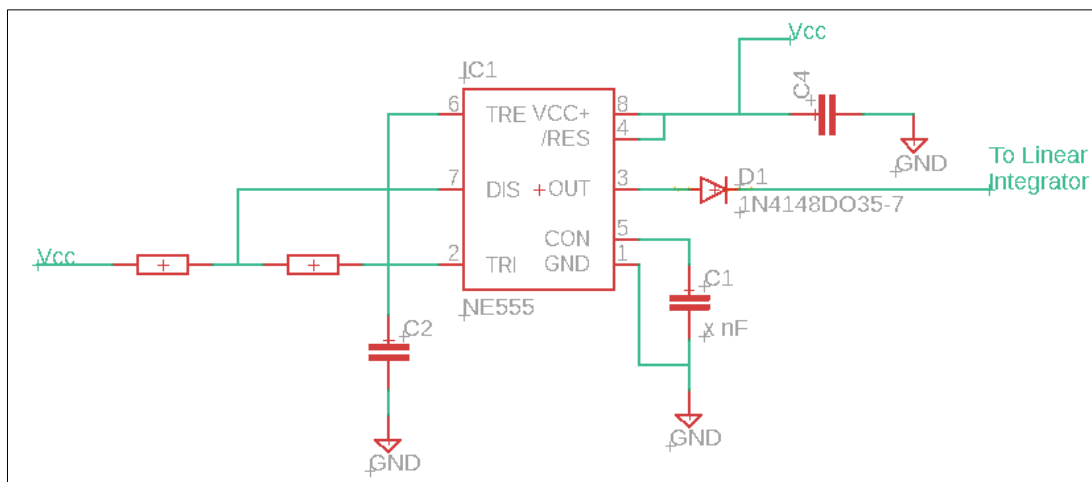 Vcc
IC1
C4
6 TRE VCC+ 8
/RES 4
GND
To Linear
Integrator
7 DIS +OUT 3
D1
1N4148DO35-7
Vcc
CON 5
2 TRI GND 1
NE555
C1
x nF
C2
GND
GND